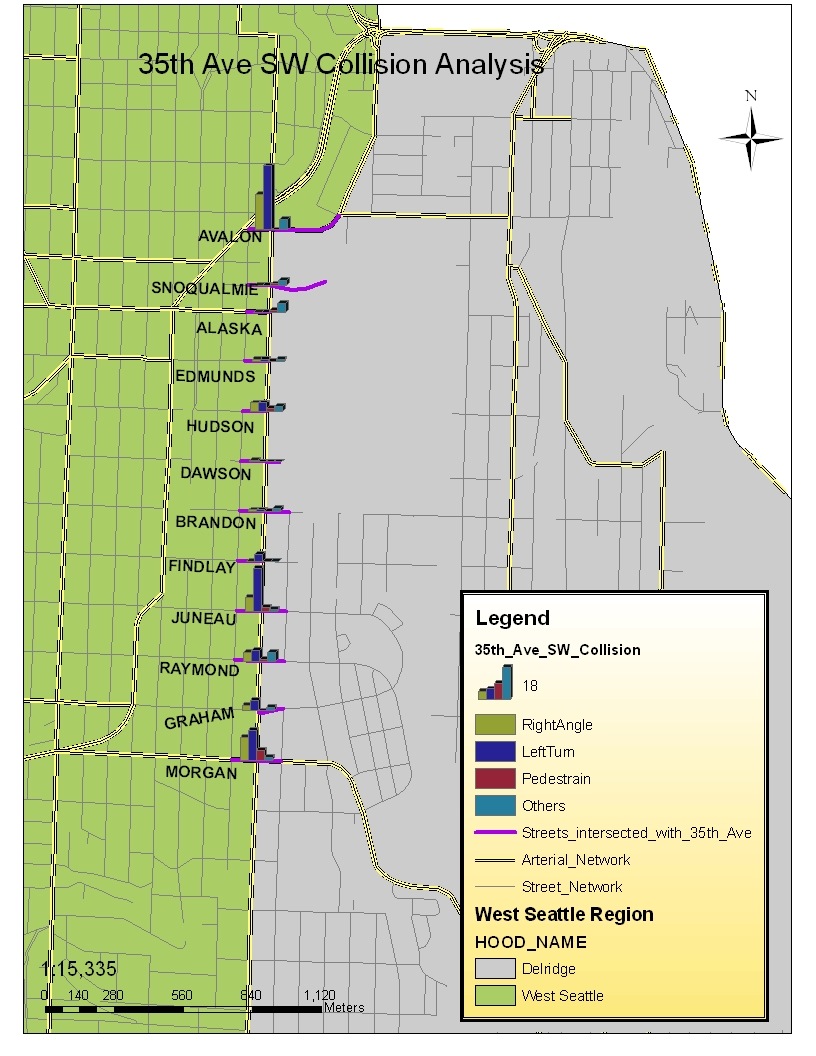 35th Ave SW Collision Analysis
N
AVALON
SNOQUALMIE
ALASKA
EDMUNDS
HUDSON
DAWSON
BRANDON
FINDLAY
JUNEAU
RAYMOND
GRAHAM
MORGAN
Legend
35th_Ave_SW_Collision
18
RightAngle
LeftTurn
Pedestrain
Others
Streets_intersected_with_35th_Ave
Arterial_Network
Street_Network
West Seattle Region
HOOD_NAME
Delridge
West Seattle
1:15,335
0 140 280 560 840 1,120
Meters